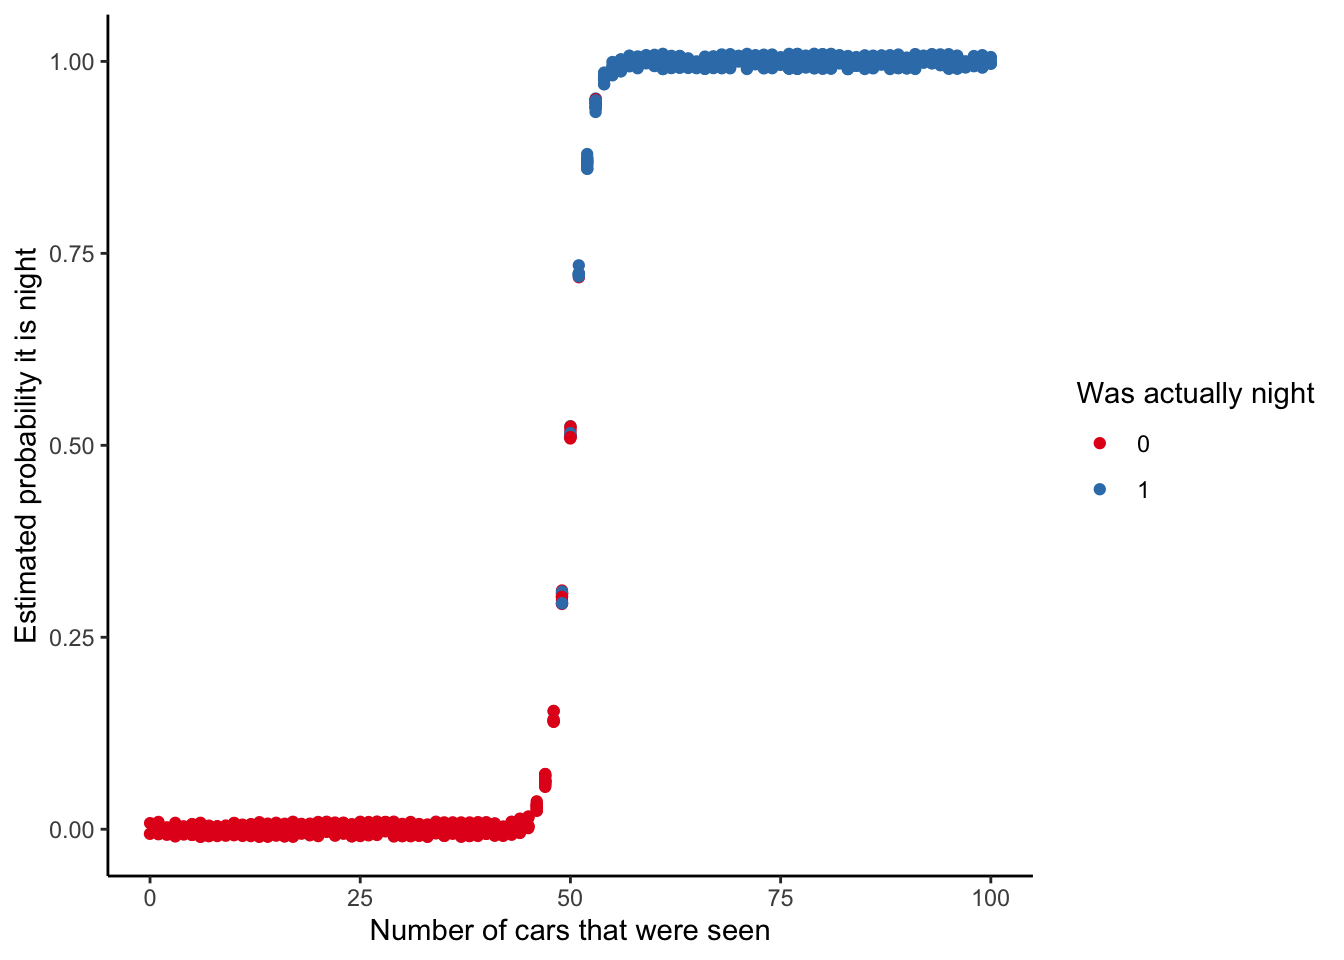 Estimated probability it is night
1.00
0.75
0.50
0.25
0.00
0 25 50 75 100
Number of cars that were seen
Was actually night
0
1